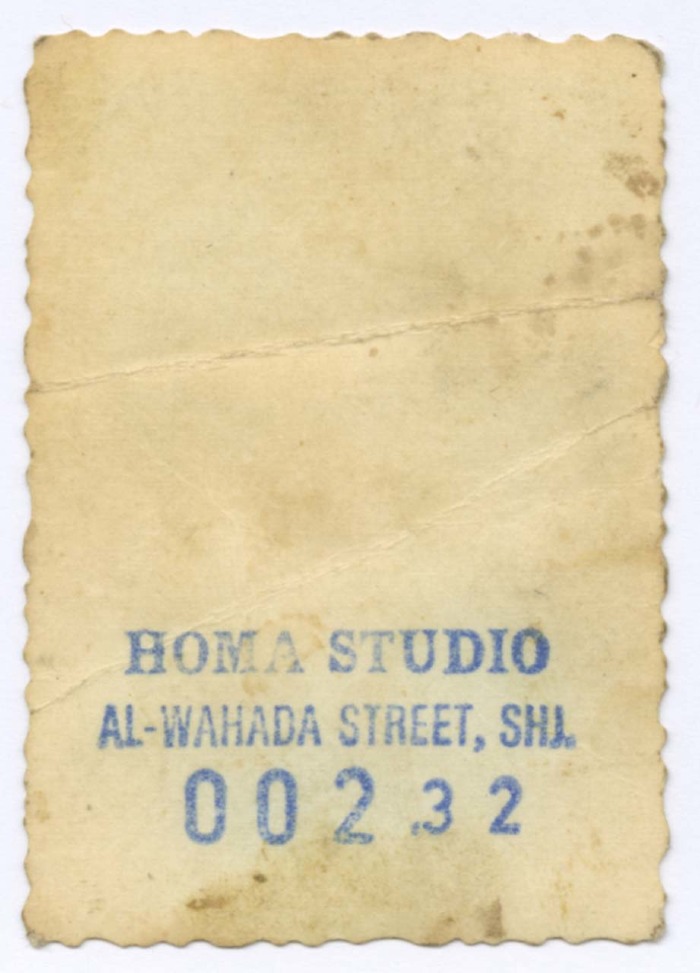 HOMA STUDIO
AL-WAHADA STREET, SHJ.
00232